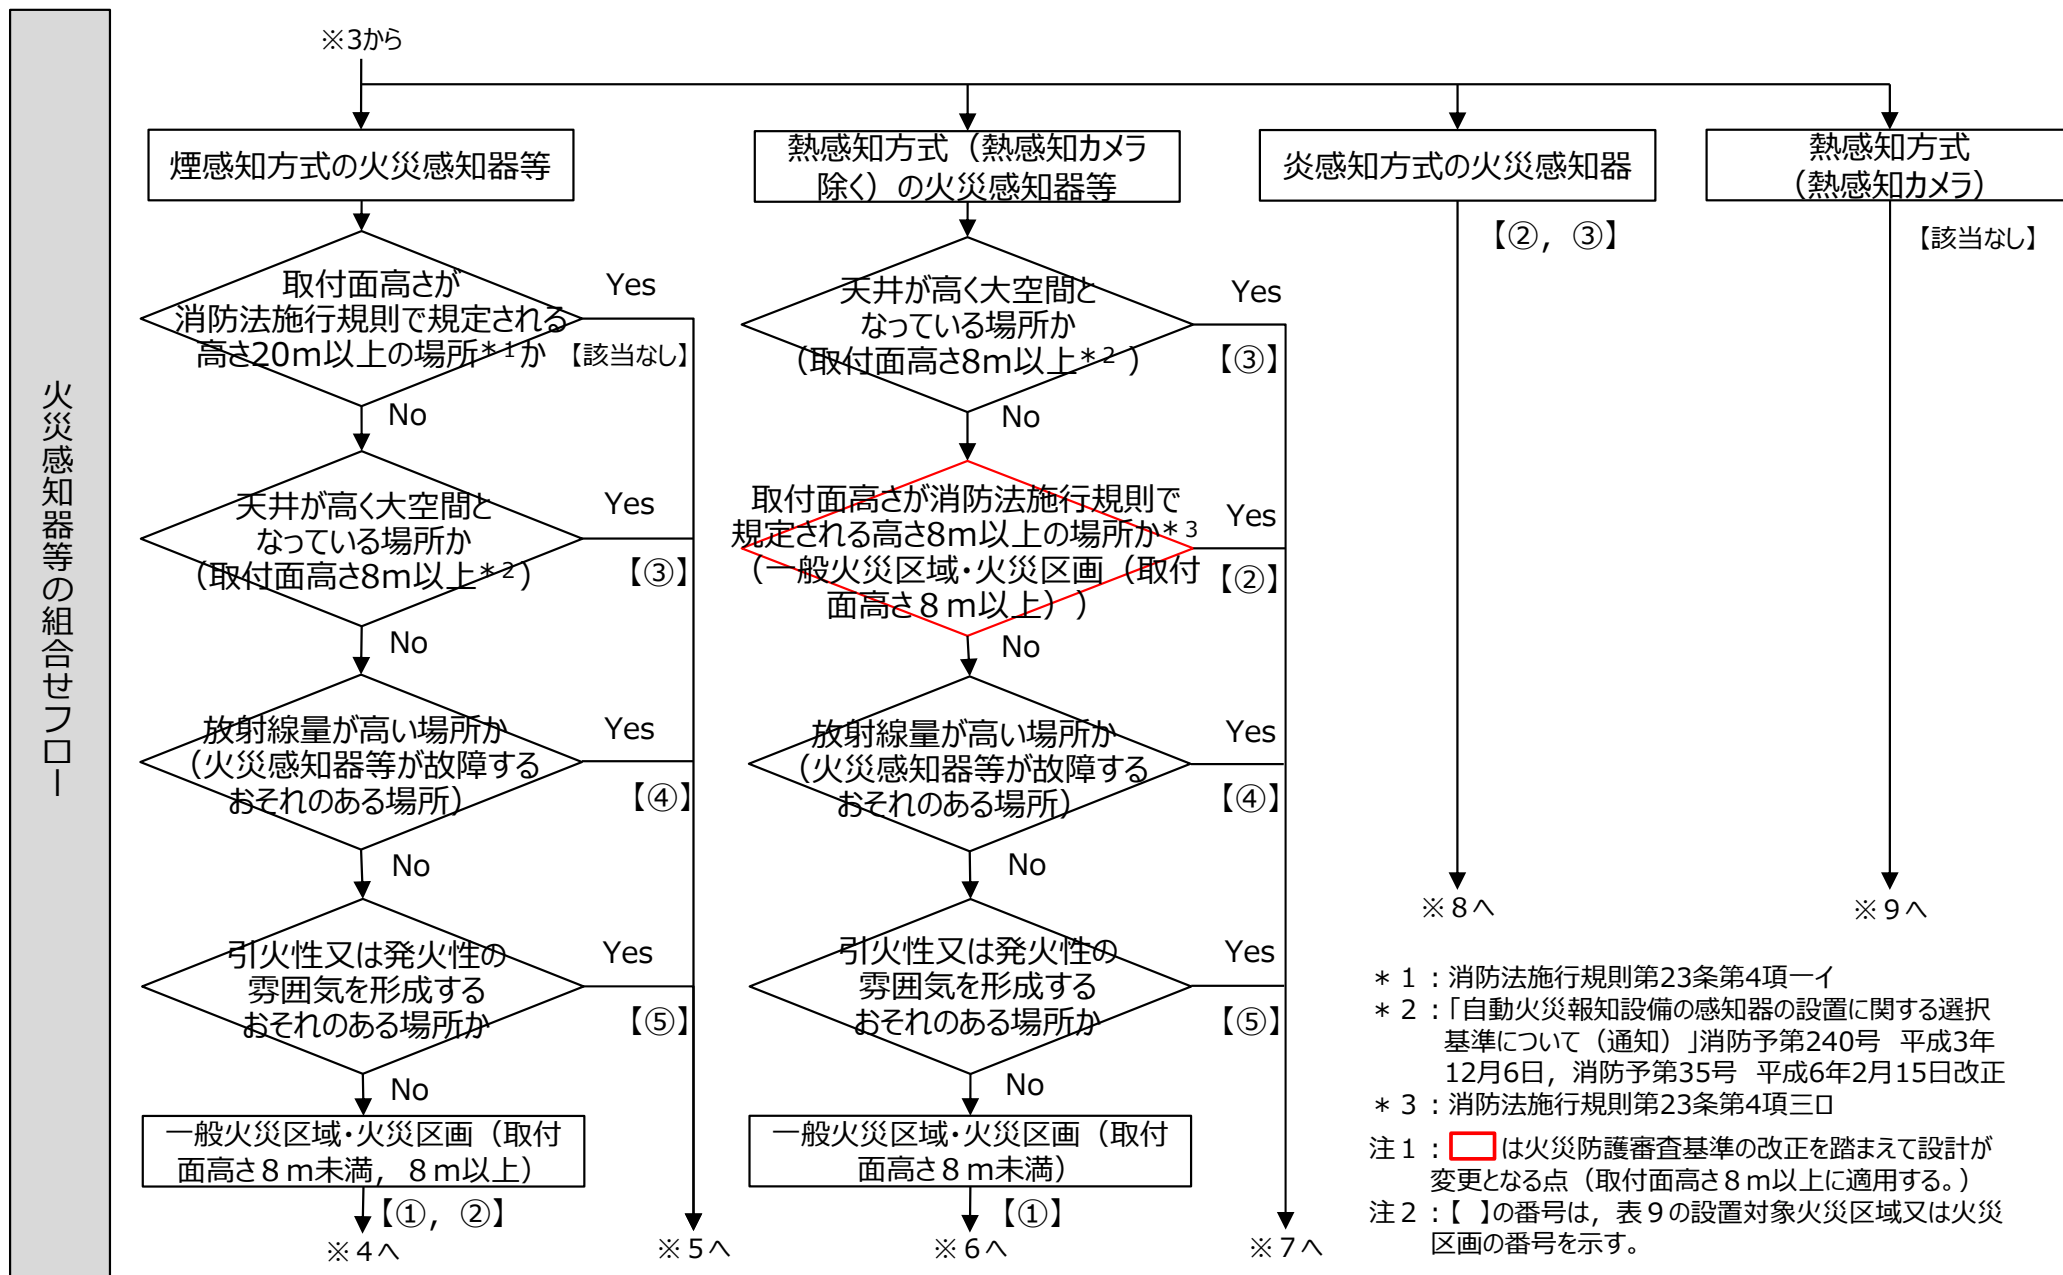 火災感知器等の組合せフロー
※3から
煙感知方式の火災感知器等
取付面高さが
消防法施行規則で規定される
高さ20m以上の場所＊1か
Yes
【該当なし】
No
天井が高く大空間と
なっている場所か
（取付面高さ8m以上＊2）
Yes
【③】
No
放射線量が高い場所か
（火災感知器等が故障する
おそれのある場所）
Yes
【④】
No
引火性又は発火性の
雰囲気を形成する
おそれのある場所か
Yes
【⑤】
No
一般火災区域・火災区画（取付
面高さ８ｍ未満，８ｍ以上）
【①，②】
※４へ
※５へ
熱感知方式（熱感知カメラ
除く）の火災感知器等
天井が高く大空間と
なっている場所か
（取付面高さ8m以上＊2 ）
Yes
【③】
No
取付面高さが消防法施行規則で
規定される高さ8m以上の場所か＊3
（一般火災区域・火災区画（取付
面高さ８ｍ以上））
Yes
【②】
No
放射線量が高い場所か
（火災感知器等が故障する
おそれのある場所）
Yes
【④】
No
引火性又は発火性の
雰囲気を形成する
おそれのある場所か
Yes
【⑤】
No
一般火災区域・火災区画（取付
面高さ８ｍ未満）
【①】
※６へ
※７へ
炎感知方式の火災感知器
【②，③】
※８へ
熱感知方式
（熱感知カメラ）
【該当なし】
※９へ
＊１：消防法施行規則第23条第4項一イ
＊２：「自動火災報知設備の感知器の設置に関する選択
基準について（通知）」消防予第240号 平成3年
12月6日，消防予第35号 平成6年2月15日改正
＊３：消防法施行規則第23条第4項三ロ
注１： は火災防護審査基準の改正を踏まえて設計が
変更となる点（取付面高さ８ｍ以上に適用する。）
注２：【 】の番号は，表９の設置対象火災区域又は火災
区画の番号を示す。